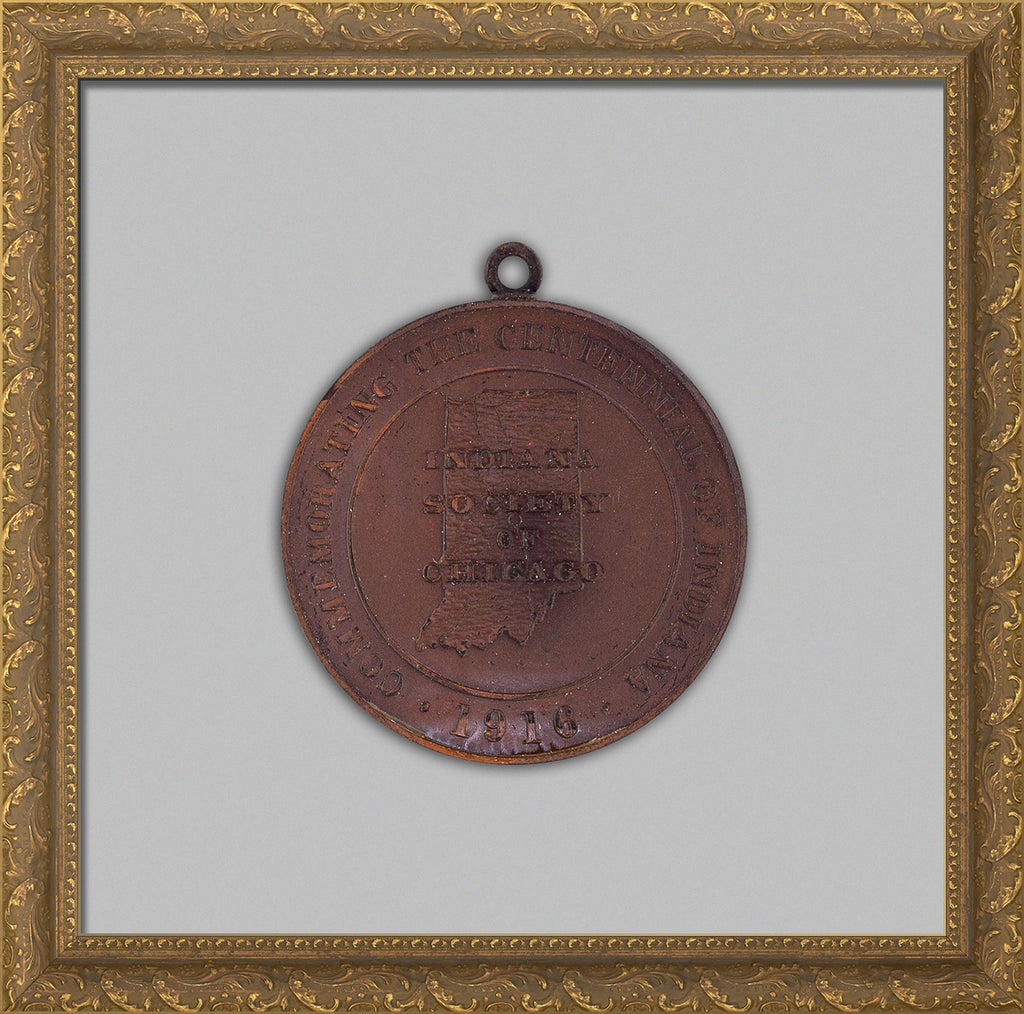 COMMEMORATING THE CENTENNIAL OF INDIANA
INDIANA
SOCIETY
OF
CHICAGO
· 1916 ·